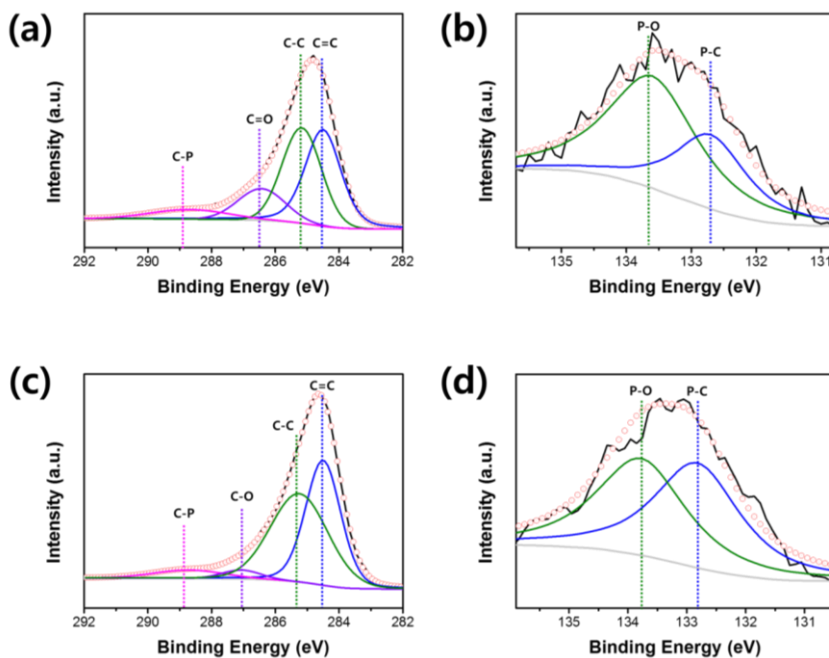 (a)
C-C
C=C
C=O
C-P
Intensity (a.u.)
292 290 288 286 284 282
Binding Energy (eV)
(b)
P-O
P-C
Intensity (a.u.)
135 134 133 132 131
Binding Energy (eV)
(c)
C=C
C-C
C-O
C-P
Intensity (a.u.)
292 290 288 286 284 282
Binding Energy (eV)
(d)
P-O
P-C
Intensity (a.u.)
135 134 133 132 131
Binding Energy (eV)